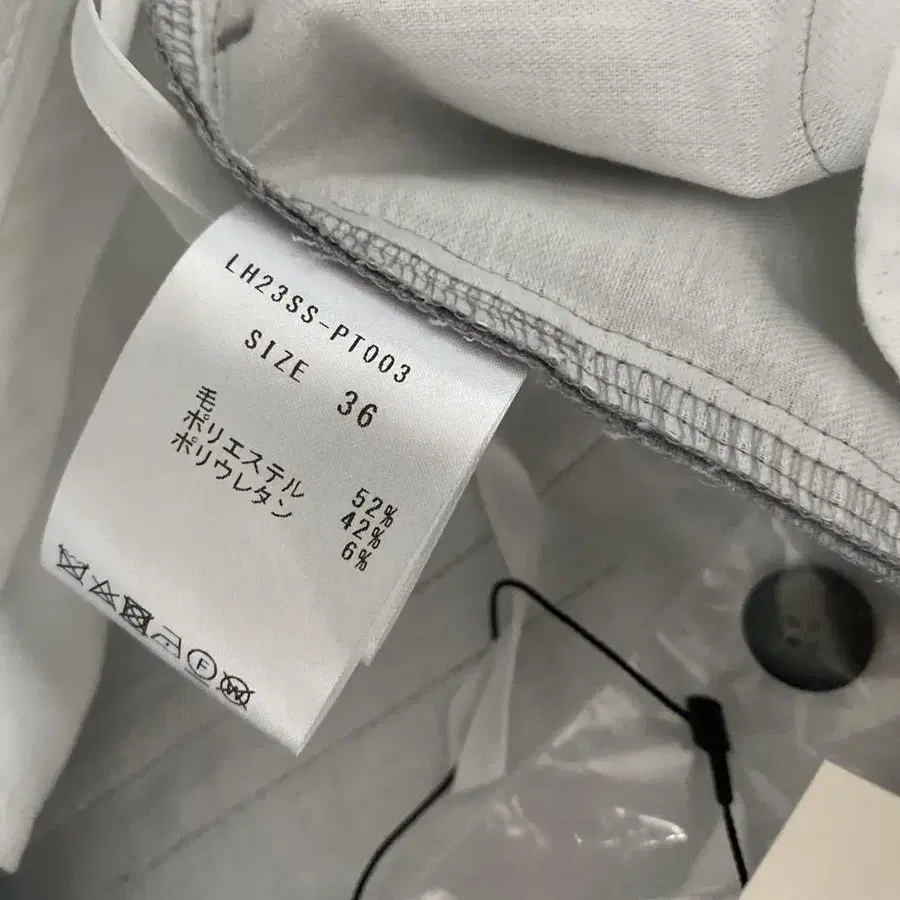 LH23SS-PT003
SIZE 36
毛 52%
ポリエステル 42%
ポリウレタン 6%
F
W